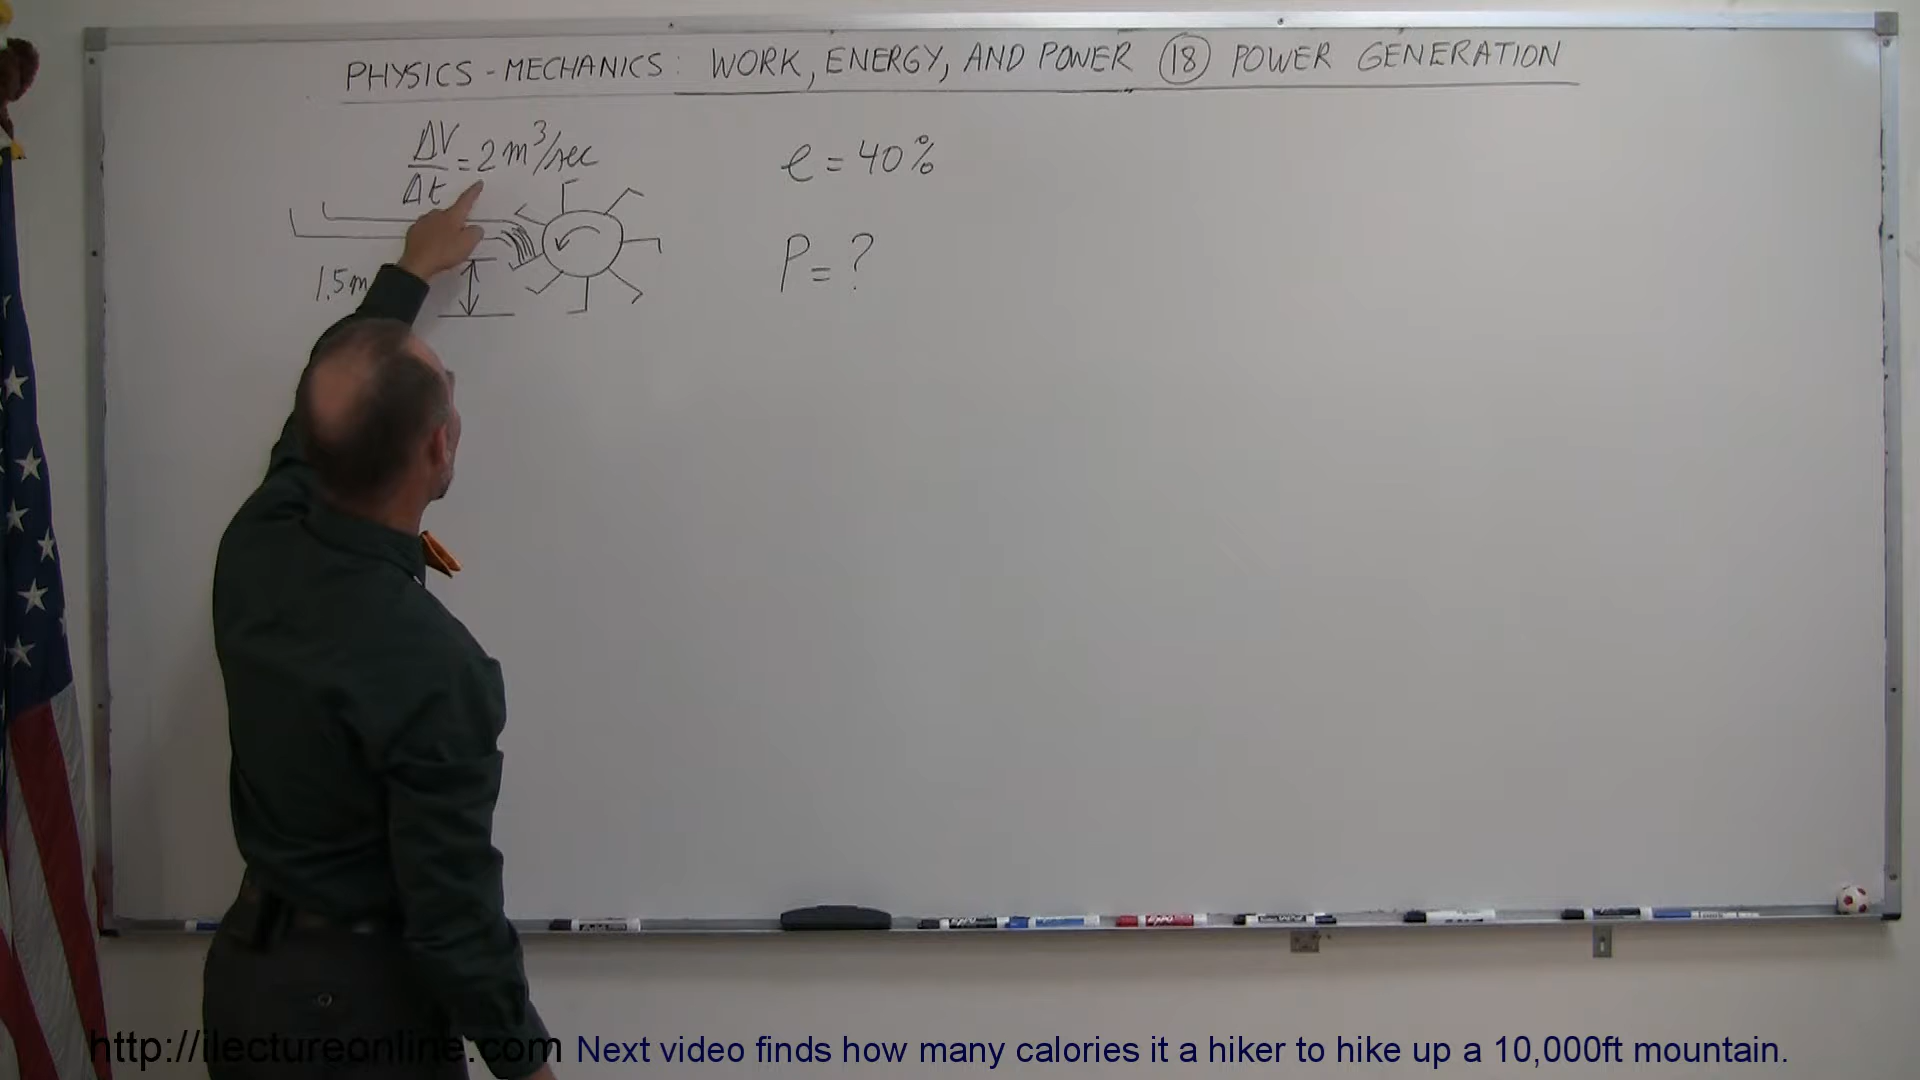 PHYSICS - MECHANICS: WORK, ENERGY, AND POWER 18 POWER GENERATION
ΔV/Δt = 2 m³/sec
e = 40%
1.5m
P = ?
http://ilectureonline.com Next video finds how many calories it a hiker to hike up a 10,000ft mountain.